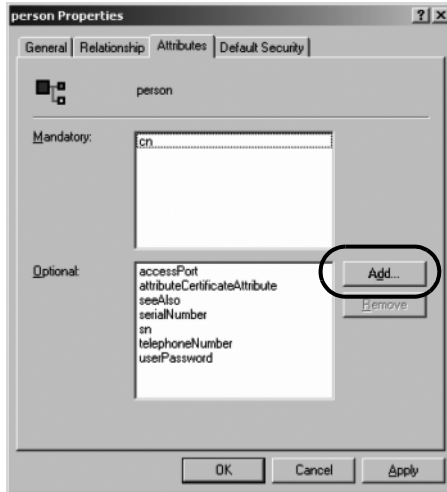 person Properties
General Relationship Attributes Default Security
person
Mandatory:
cn
Optional:
accessPort
attributeCertificateAttribute
seeAlso
serialNumber
sn
telephoneNumber
userPassword
Add...
Remove
OK Cancel Apply